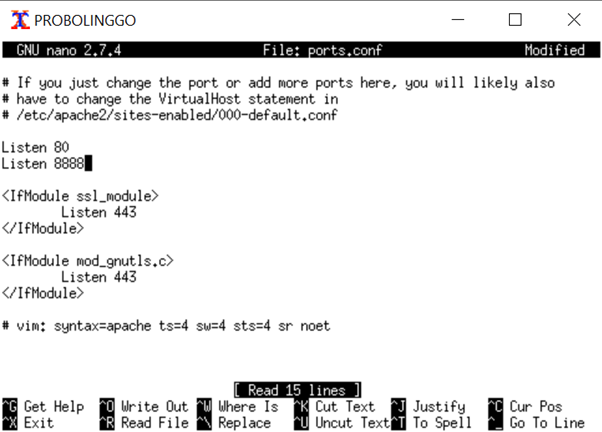 PROBOLINGGO
GNU nano 2.7.4 File: ports.conf Modified
# If you just change the port or add more ports here, you will likely also
# have to change the VirtualHost statement in
# /etc/apache2/sites-enabled/000-default.conf
Listen 80
Listen 8888
<IfModule ssl_module>
        Listen 443
</IfModule>
<IfModule mod_gnutls.c>
        Listen 443
</IfModule>
# vim: syntax=apache ts=4 sw=4 sts=4 sr noet
[ Read 15 lines ]
^G Get Help ^O Write Out ^W Where Is ^K Cut Text ^J Justify ^C Cur Pos
^X Exit ^R Read File ^\ Replace ^U Uncut Text ^T To Spell ^_ Go To Line